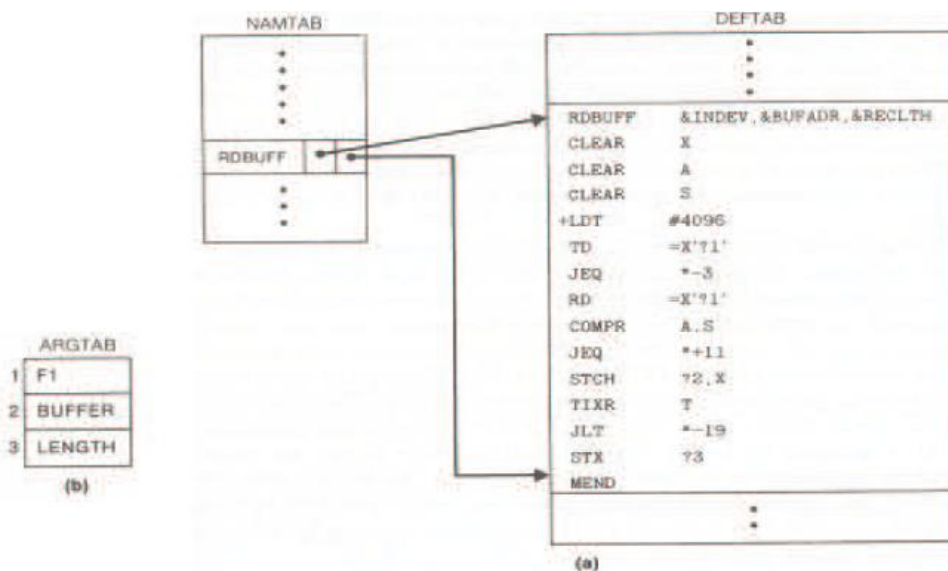 NAMTAB
RDBUFF
DEFTAB
RDBUFF &INDEV,&BUFADR,&RECLTH
CLEAR X
CLEAR A
CLEAR S
+LDT #4096
TD =X'?1'
JEQ *-3
RD =X'?1'
COMPR A,S
JEQ *+11
STCH ?2,X
TIXR T
JLT *-19
STX ?3
MEND
(a)
ARGTAB
1 F1
2 BUFFER
3 LENGTH
(b)